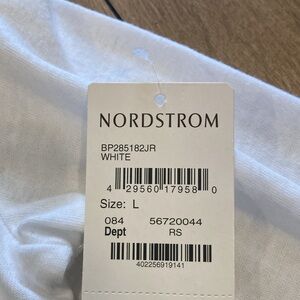 NORDSTROM
BP285182JR
WHITE
4 29560 17958 0
Size: L
084 56720044
Dept RS
402256919141